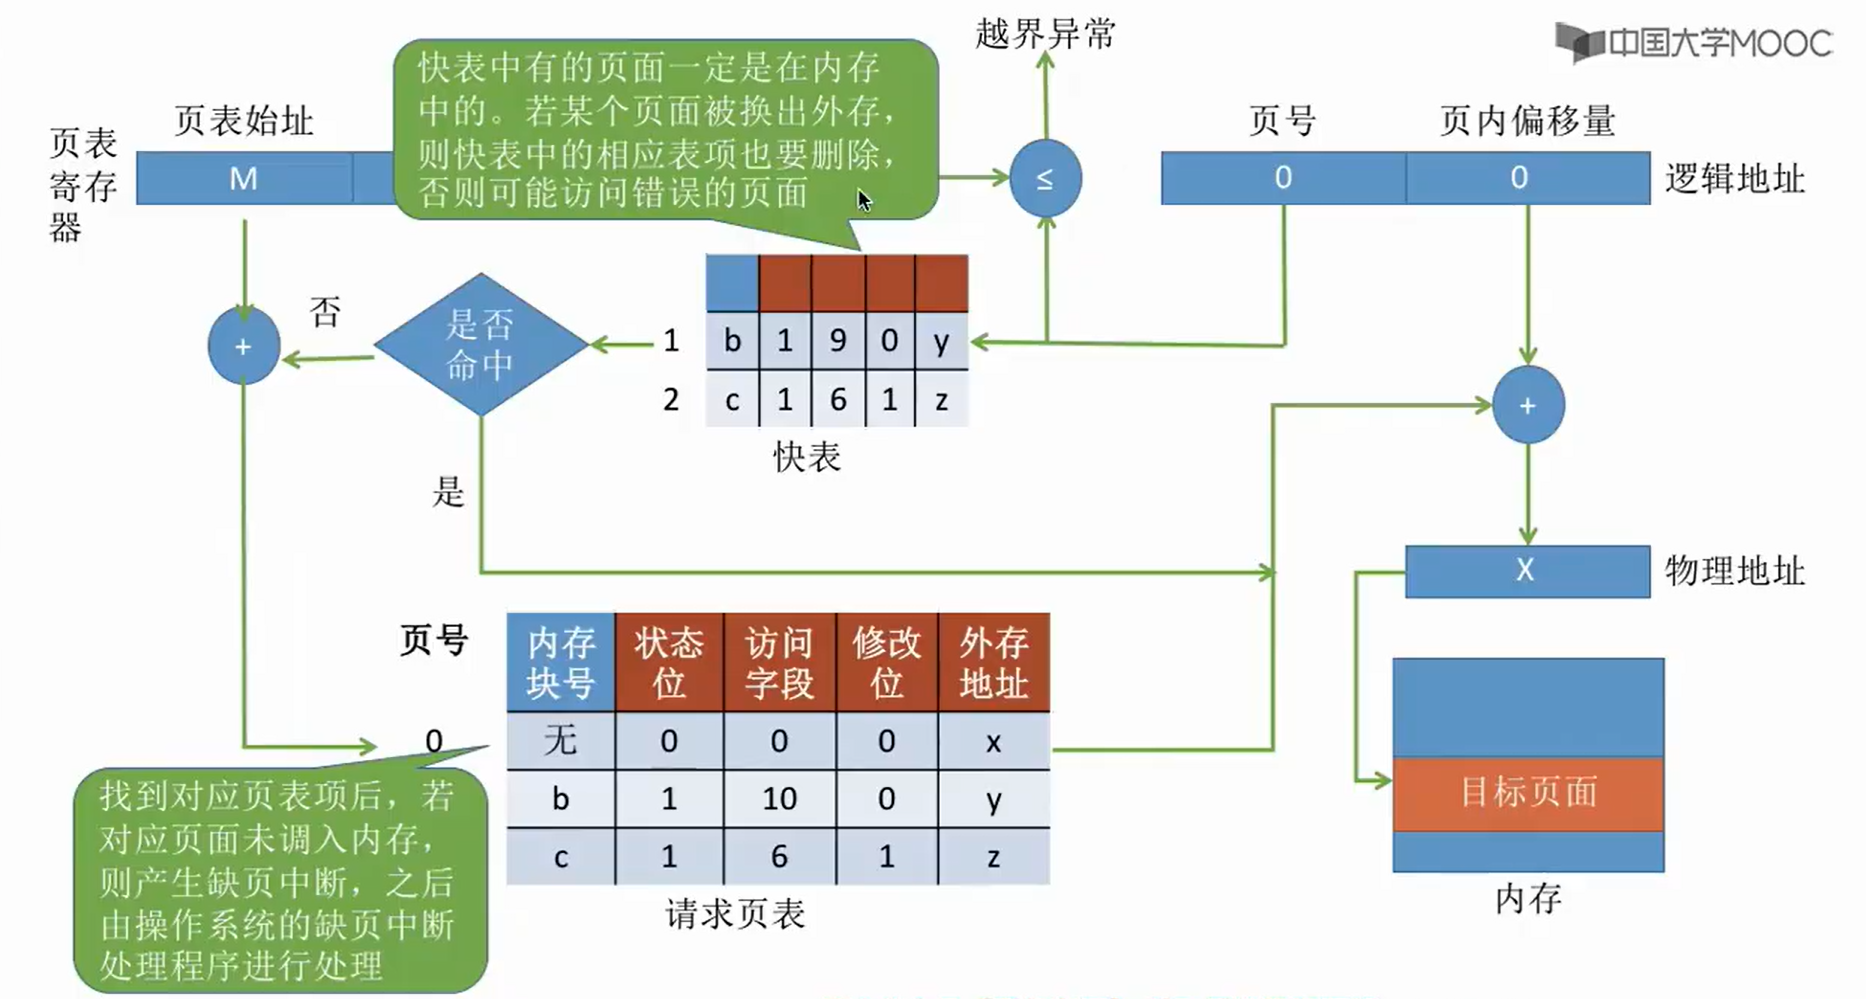 中国大学MOOC
越界异常
快表中有的页面一定是在内存
中的。若某个页面被换出外存，
则快表中的相应表项也要删除，
否则可能访问错误的页面
页表
寄存
器
页表始址
M
≤
页号
页内偏移量
0
0
逻辑地址
+
否
是否
命中
1
b 1 9 0 y
2
c 1 6 1 z
快表
是
+
X
物理地址
页号
内存
块号
状态
位
访问
字段
修改
位
外存
地址
0
无 0 0 0 x
b 1 10 0 y
c 1 6 1 z
请求页表
找到对应页表项后，若
对应页面未调入内存，
则产生缺页中断，之后
由操作系统的缺页中断
处理程序进行处理
目标页面
内存